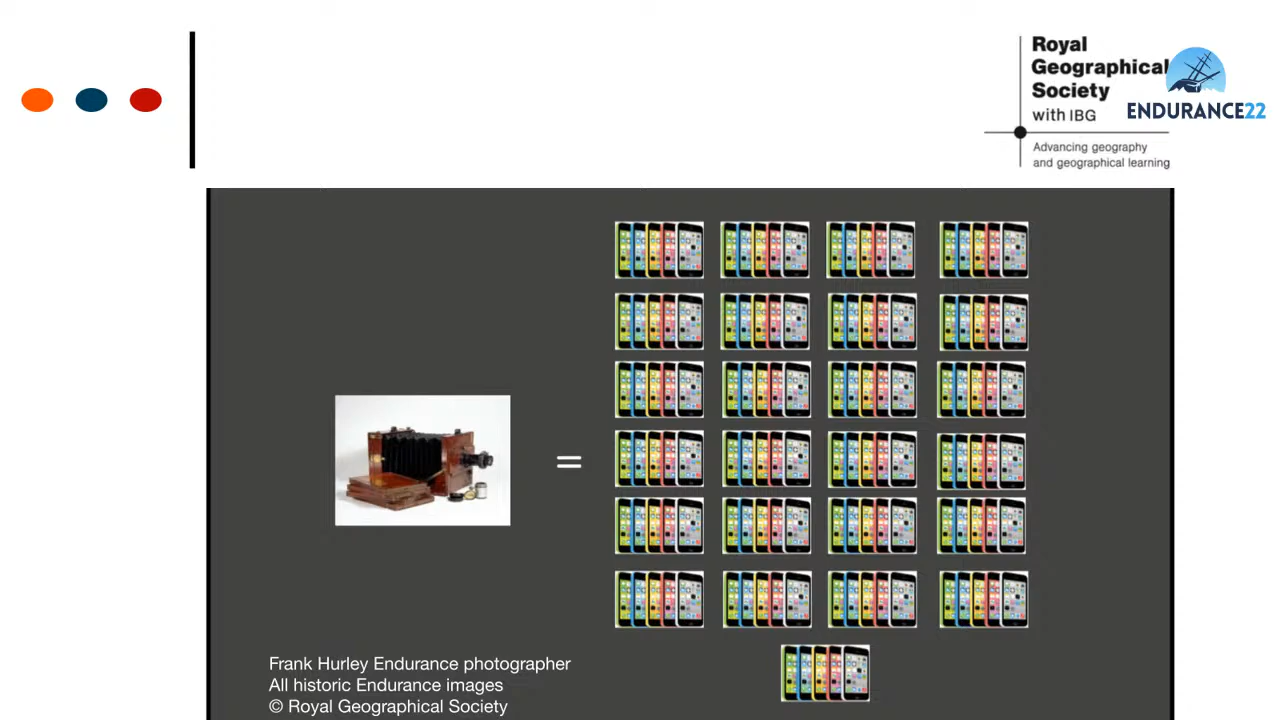 Royal
Geographical
Society
with IBG
Advancing geography
and geographical learning
ENDURANCE22
=
Frank Hurley Endurance photographer
All historic Endurance images
© Royal Geographical Society